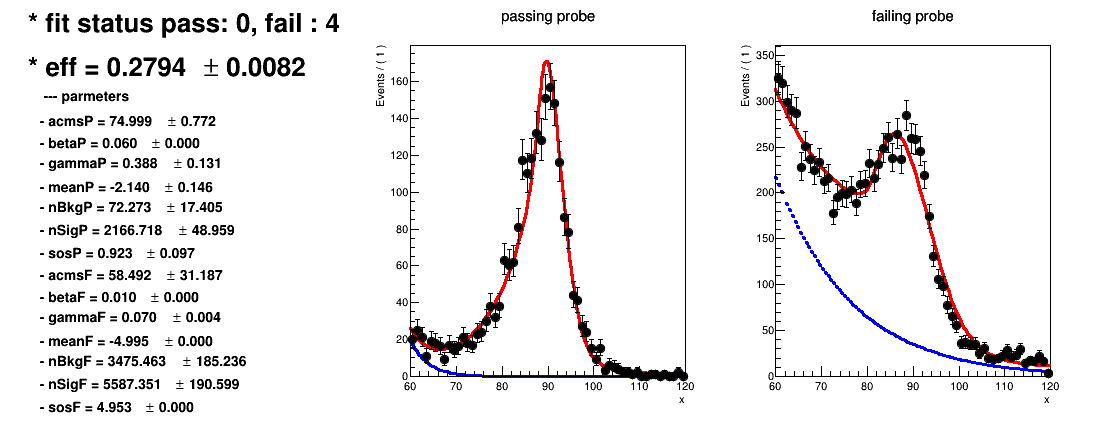 * fit status pass: 0, fail : 4
* eff = 0.2794 ± 0.0082
--- parmeters
- acmsP = 74.999 ± 0.772
- betaP = 0.060 ± 0.000
- gammaP = 0.388 ± 0.131
- meanP = -2.140 ± 0.146
- nBkgP = 72.273 ± 17.405
- nSigP = 2166.718 ± 48.959
- sosP = 0.923 ± 0.097
- acmsF = 58.492 ± 31.187
- betaF = 0.010 ± 0.000
- gammaF = 0.070 ± 0.004
- meanF = -4.995 ± 0.000
- nBkgF = 3475.463 ± 185.236
- nSigF = 5587.351 ± 190.599
- sosF = 4.953 ± 0.000
passing probe
Events / ( 1 )
160
140
120
100
80
60
40
20
0
60 70 80 90 100 110 120
x
failing probe
Events / ( 1 )
350
300
250
200
150
100
50
0
60 70 80 90 100 110 120
x